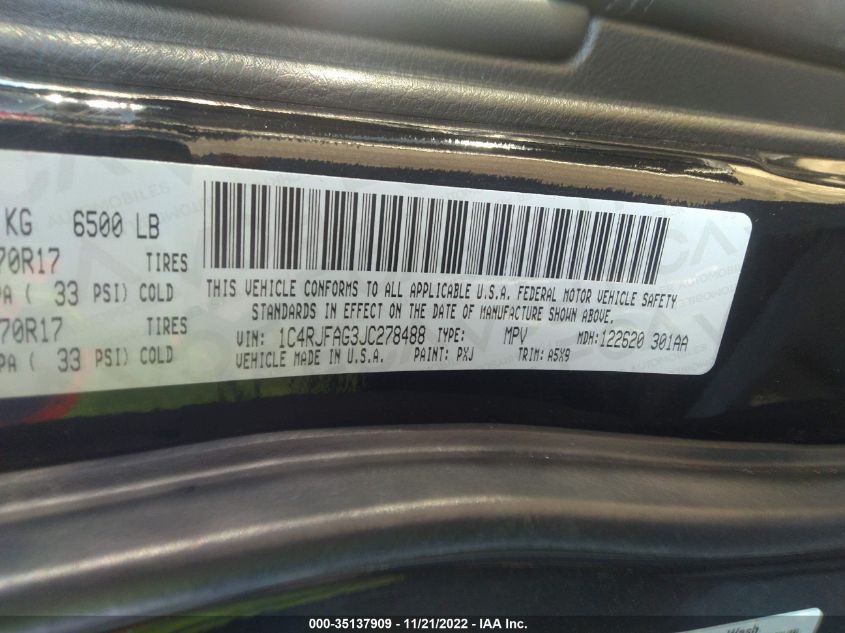 KG 6500 LB
70R17 TIRES
PA ( 33 PSI) COLD
70R17 TIRES
PA ( 33 PSI) COLD
THIS VEHICLE CONFORMS TO ALL APPLICABLE U.S.A. FEDERAL MOTOR VEHICLE SAFETY
STANDARDS IN EFFECT ON THE DATE OF MANUFACTURE SHOWN ABOVE.
VIN: 1C4RJFAG3JC278488 TYPE: MPV MDH: 122620 301AA
VEHICLE MADE IN U.S.A. PAINT: PXJ TRIM: A5X9
Wash
000-35137909 - 11/21/2022 - IAA Inc.